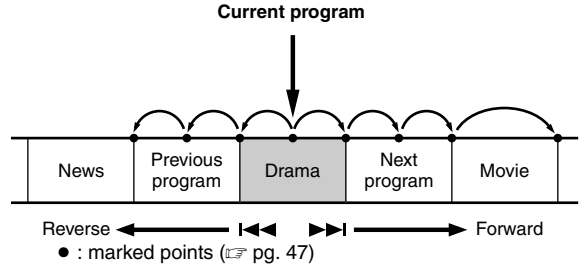 Current program
News
Previous program
Drama
Next program
Movie
Reverse
Forward
● : marked points (☞ pg. 47)